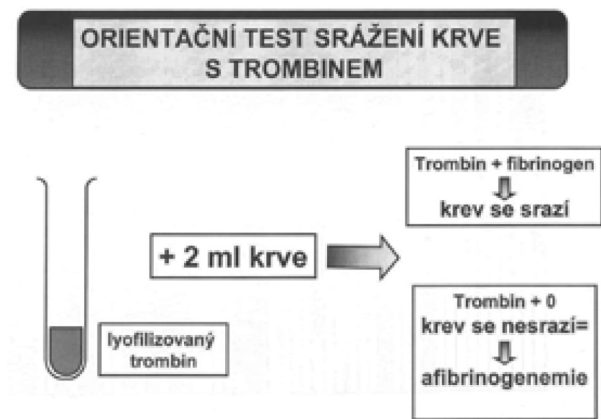 ORIENTAČNÍ TEST SRÁŽENÍ KRVE
S TROMBINEM
Trombin + fibrinogen
krev se srazí
+ 2 ml krve
Trombin + 0
krev se nesrazí=
afibrinogenemie
lyofilizovaný
trombin